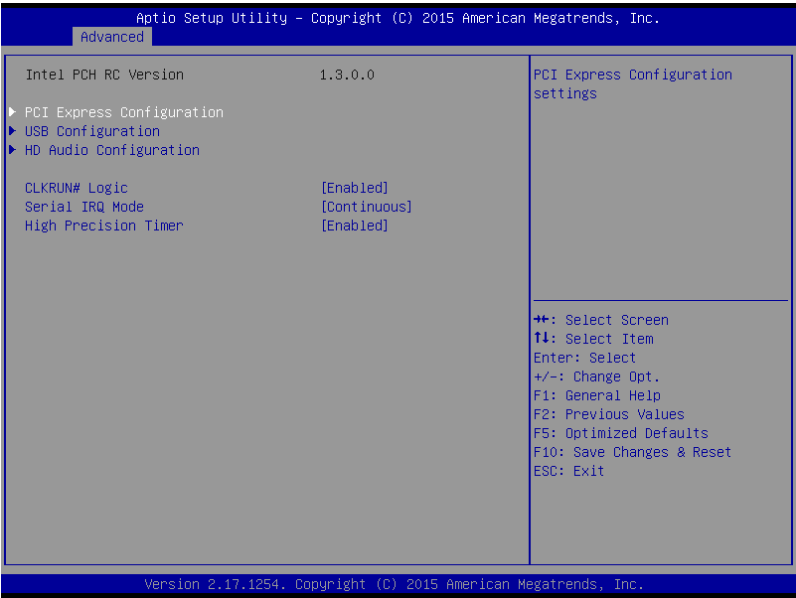 Aptio Setup Utility – Copyright (C) 2015 American Megatrends, Inc.
Advanced
Intel PCH RC Version 1.3.0.0
PCI Express Configuration
USB Configuration
HD Audio Configuration
CLKRUN# Logic [Enabled]
Serial IRQ Mode [Continuous]
High Precision Timer [Enabled]
PCI Express Configuration
settings
→←: Select Screen
↑↓: Select Item
Enter: Select
+/-: Change Opt.
F1: General Help
F2: Previous Values
F5: Optimized Defaults
F10: Save Changes & Reset
ESC: Exit
Version 2.17.1254. Copyright (C) 2015 American Megatrends, Inc.